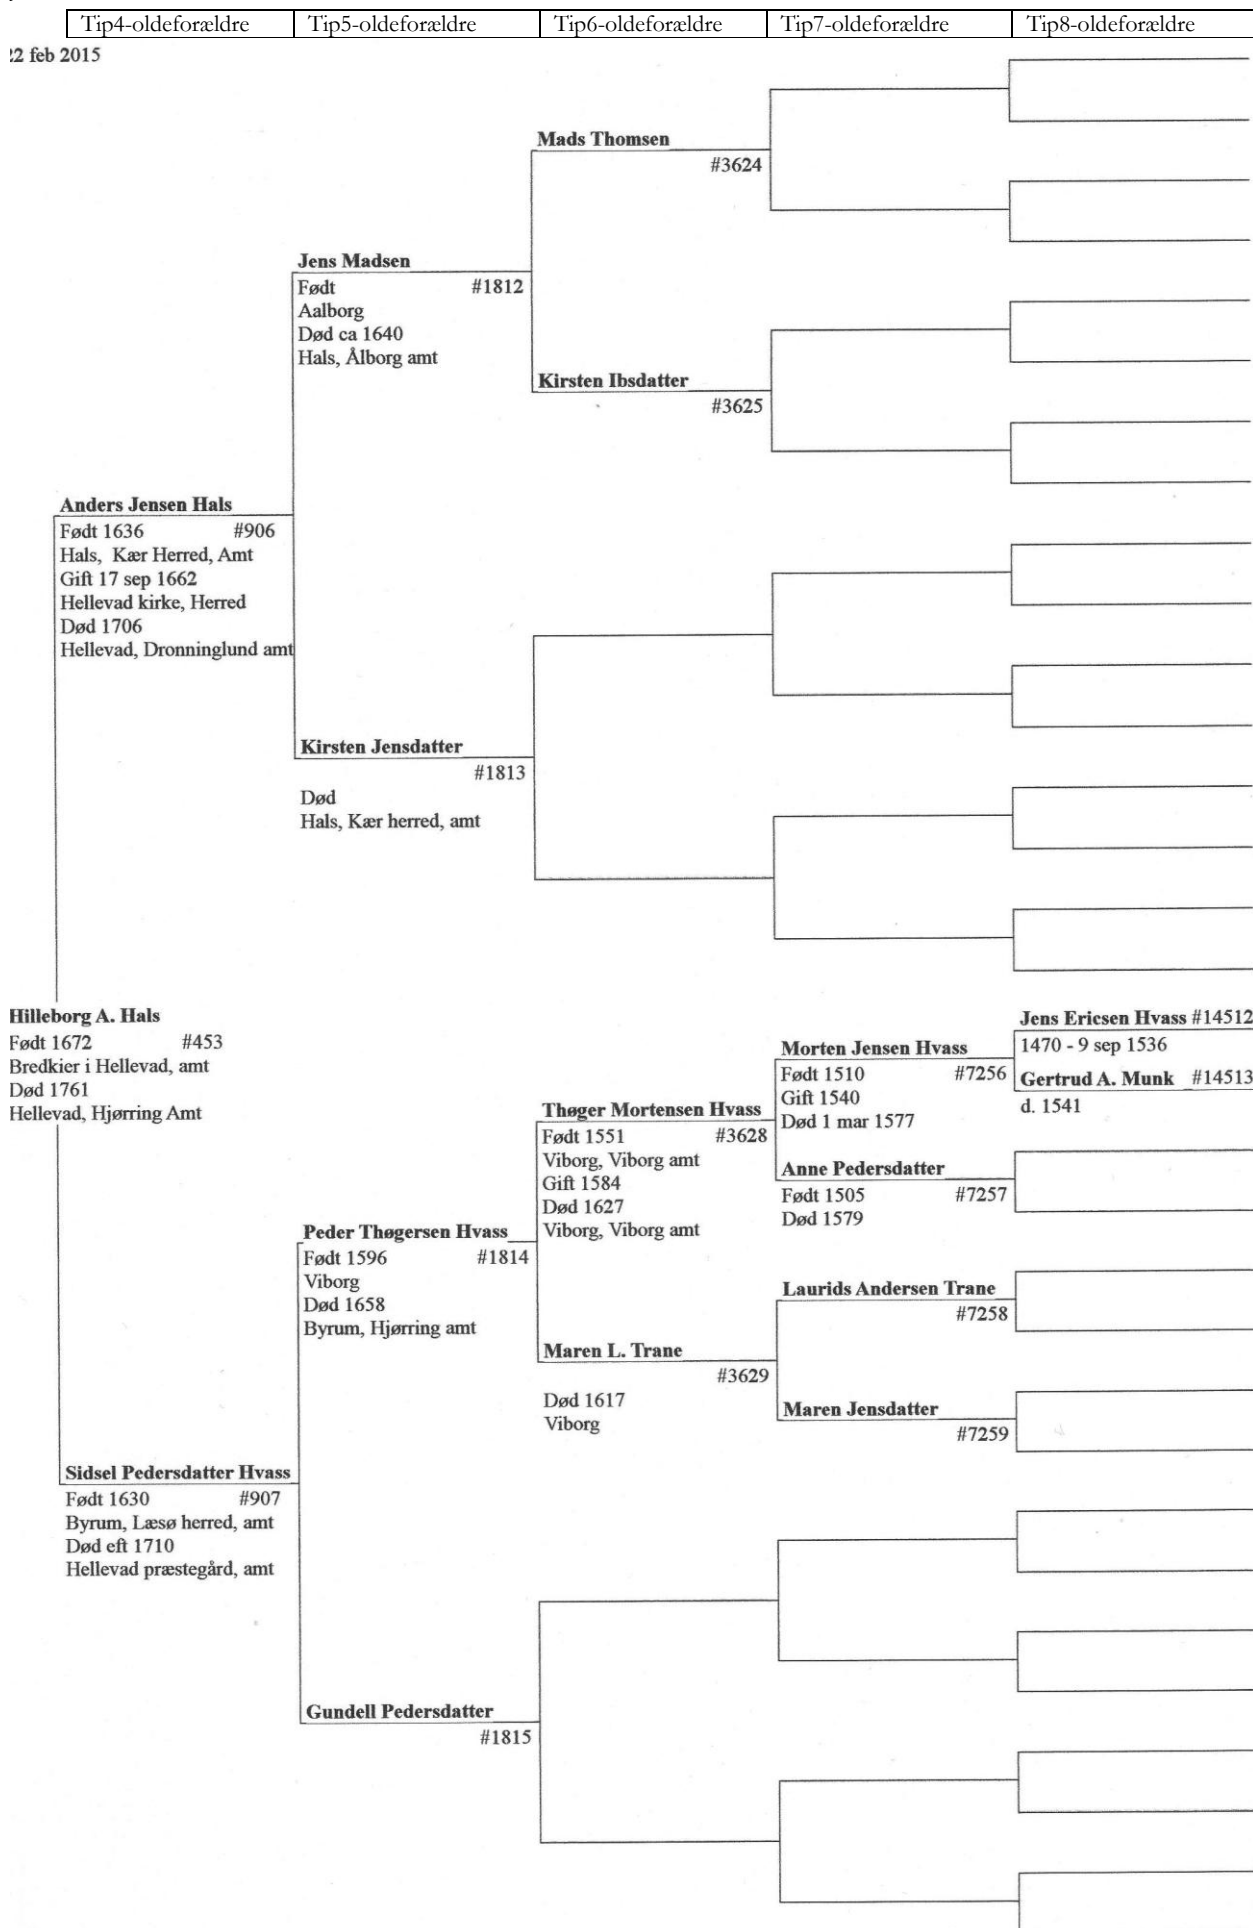 Tip4-oldeforældre Tip5-oldeforældre Tip6-oldeforældre Tip7-oldeforældre Tip8-oldeforældre
22 feb 2015
Mads Thomsen
#3624
Jens Madsen
Født #1812
Aalborg
Død ca 1640
Hals, Ålborg amt
Kirsten Ibsdatter
#3625
Anders Jensen Hals
Født 1636 #906
Hals, Kær Herred, Amt
Gift 17 sep 1662
Hellevad kirke, Herred
Død 1706
Hellevad, Dronninglund amt
Kirsten Jensdatter
#1813
Død
Hals, Kær herred, amt
Hilleborg A. Hals
Født 1672 #453
Bredkier i Hellevad, amt
Død 1761
Hellevad, Hjørring Amt
Jens Ericsen Hvass #14512
1470 - 9 sep 1536
Morten Jensen Hvass
Født 1510 #7256
Gift 1540
Død 1 mar 1577
Gertrud A. Munk #14513
d. 1541
Thøger Mortensen Hvass
Født 1551 #3628
Viborg, Viborg amt
Gift 1584
Død 1627
Viborg, Viborg amt
Anne Pedersdatter
Født 1505 #7257
Død 1579
Peder Thøgersen Hvass
Født 1596 #1814
Viborg
Død 1658
Byrum, Hjørring amt
Laurids Andersen Trane
#7258
Maren L. Trane
#3629
Død 1617
Viborg
Maren Jensdatter
#7259
Sidsel Pedersdatter Hvass
Født 1630 #907
Byrum, Læsø herred, amt
Død eft 1710
Hellevad præstegård, amt
Gundell Pedersdatter
#1815